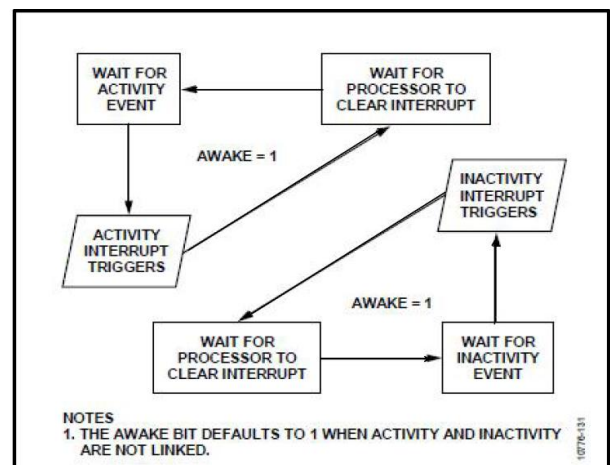 WAIT FOR
ACTIVITY
EVENT
WAIT FOR
PROCESSOR TO
CLEAR INTERRUPT
AWAKE = 1
INACTIVITY
INTERRUPT
TRIGGERS
ACTIVITY
INTERRUPT
TRIGGERS
AWAKE = 1
WAIT FOR
PROCESSOR TO
CLEAR INTERRUPT
WAIT FOR
INACTIVITY
EVENT
NOTES
1. THE AWAKE BIT DEFAULTS TO 1 WHEN ACTIVITY AND INACTIVITY
ARE NOT LINKED.
10776-131